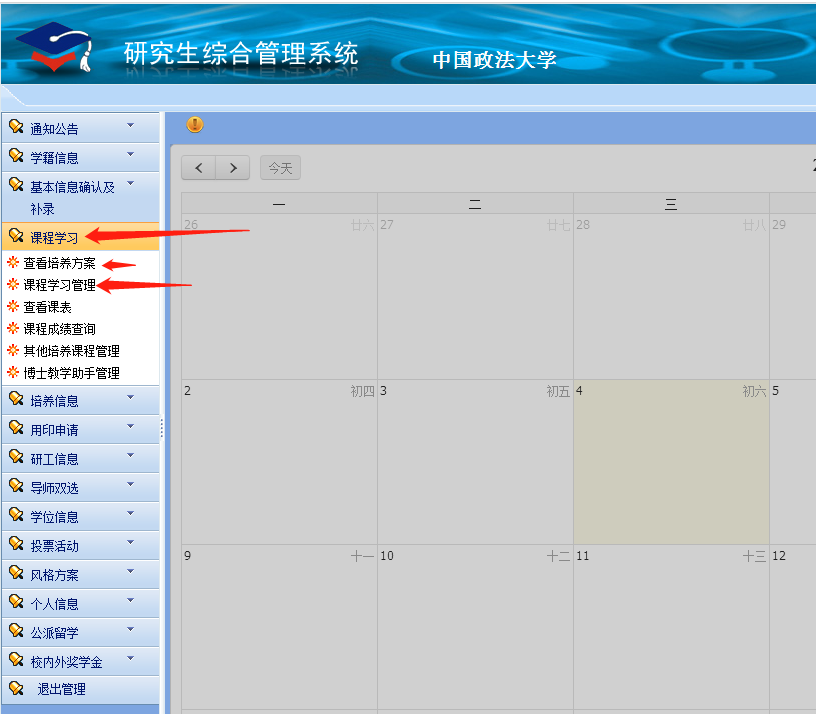 研究生综合管理系统
中国政法大学
通知公告
学籍信息
基本信息确认及
补录
课程学习
查看培养方案
课程学习管理
查看课表
课程成绩查询
其他培养课程管理
博士教学助手管理
培养信息
用印申请
研工信息
导师双选
学位信息
投票活动
风格方案
个人信息
公派留学
校内外奖学金
退出管理
今天
一 二 三
26 廿六 27 廿七 28 廿八 29
2 初四 3 初五 4 初六 5
9 十一 10 十二 11 十三 12